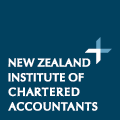 NEW ZEALAND
INSTITUTE OF
CHARTERED
ACCOUNTANTS